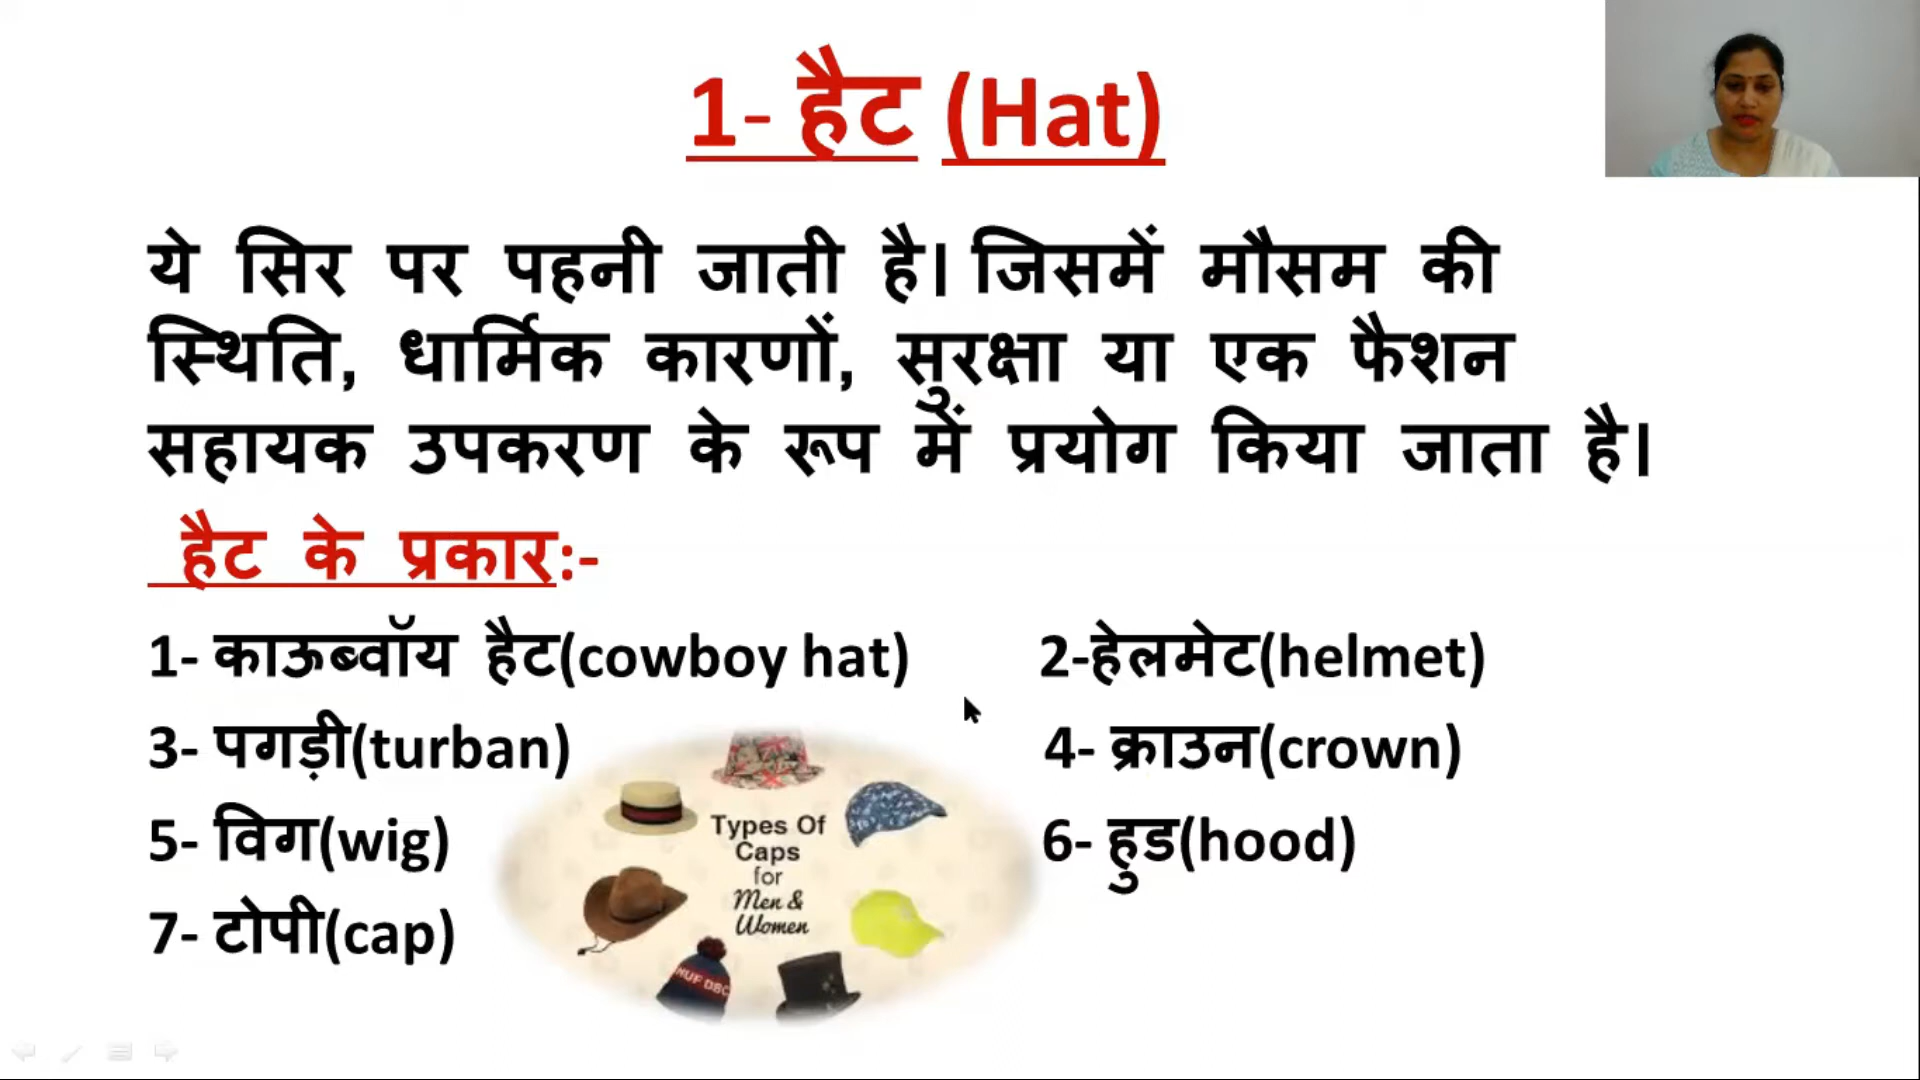 1- हैट (Hat)
ये सिर पर पहनी जाती है। जिसमें मौसम की
स्थिति, धार्मिक कारणों, सुरक्षा या एक फैशन
सहायक उपकरण के रूप में प्रयोग किया जाता है।
हैट के प्रकार:-
1- काऊब्वॉय हैट(cowboy hat) 2-हेलमेट(helmet)
3- पगड़ी(turban) 4- क्राउन(crown)
5- विग(wig) 6- हुड(hood)
7- टोपी(cap)
Types Of
Caps
for
Men &
Women
HUF DBC